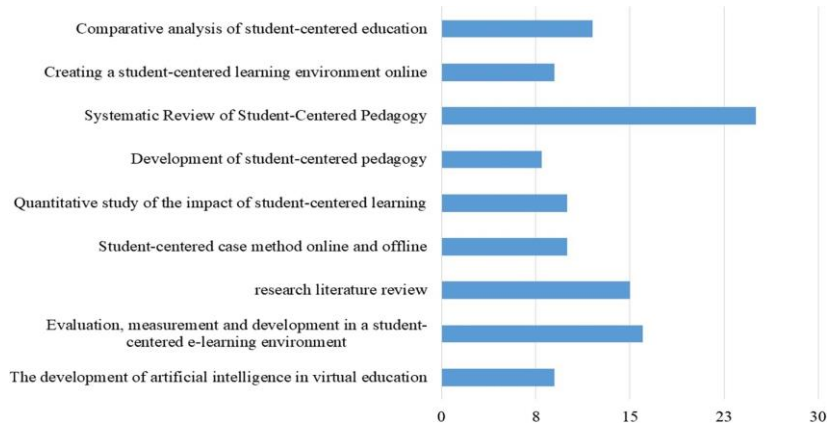 Comparative analysis of student-centered education
Creating a student-centered learning environment online
Systematic Review of Student-Centered Pedagogy
Development of student-centered pedagogy
Quantitative study of the impact of student-centered learning
Student-centered case method online and offline
research literature review
Evaluation, measurement and development in a student-
centered e-learning environment
The development of artificial intelligence in virtual education
0 8 15 23 30